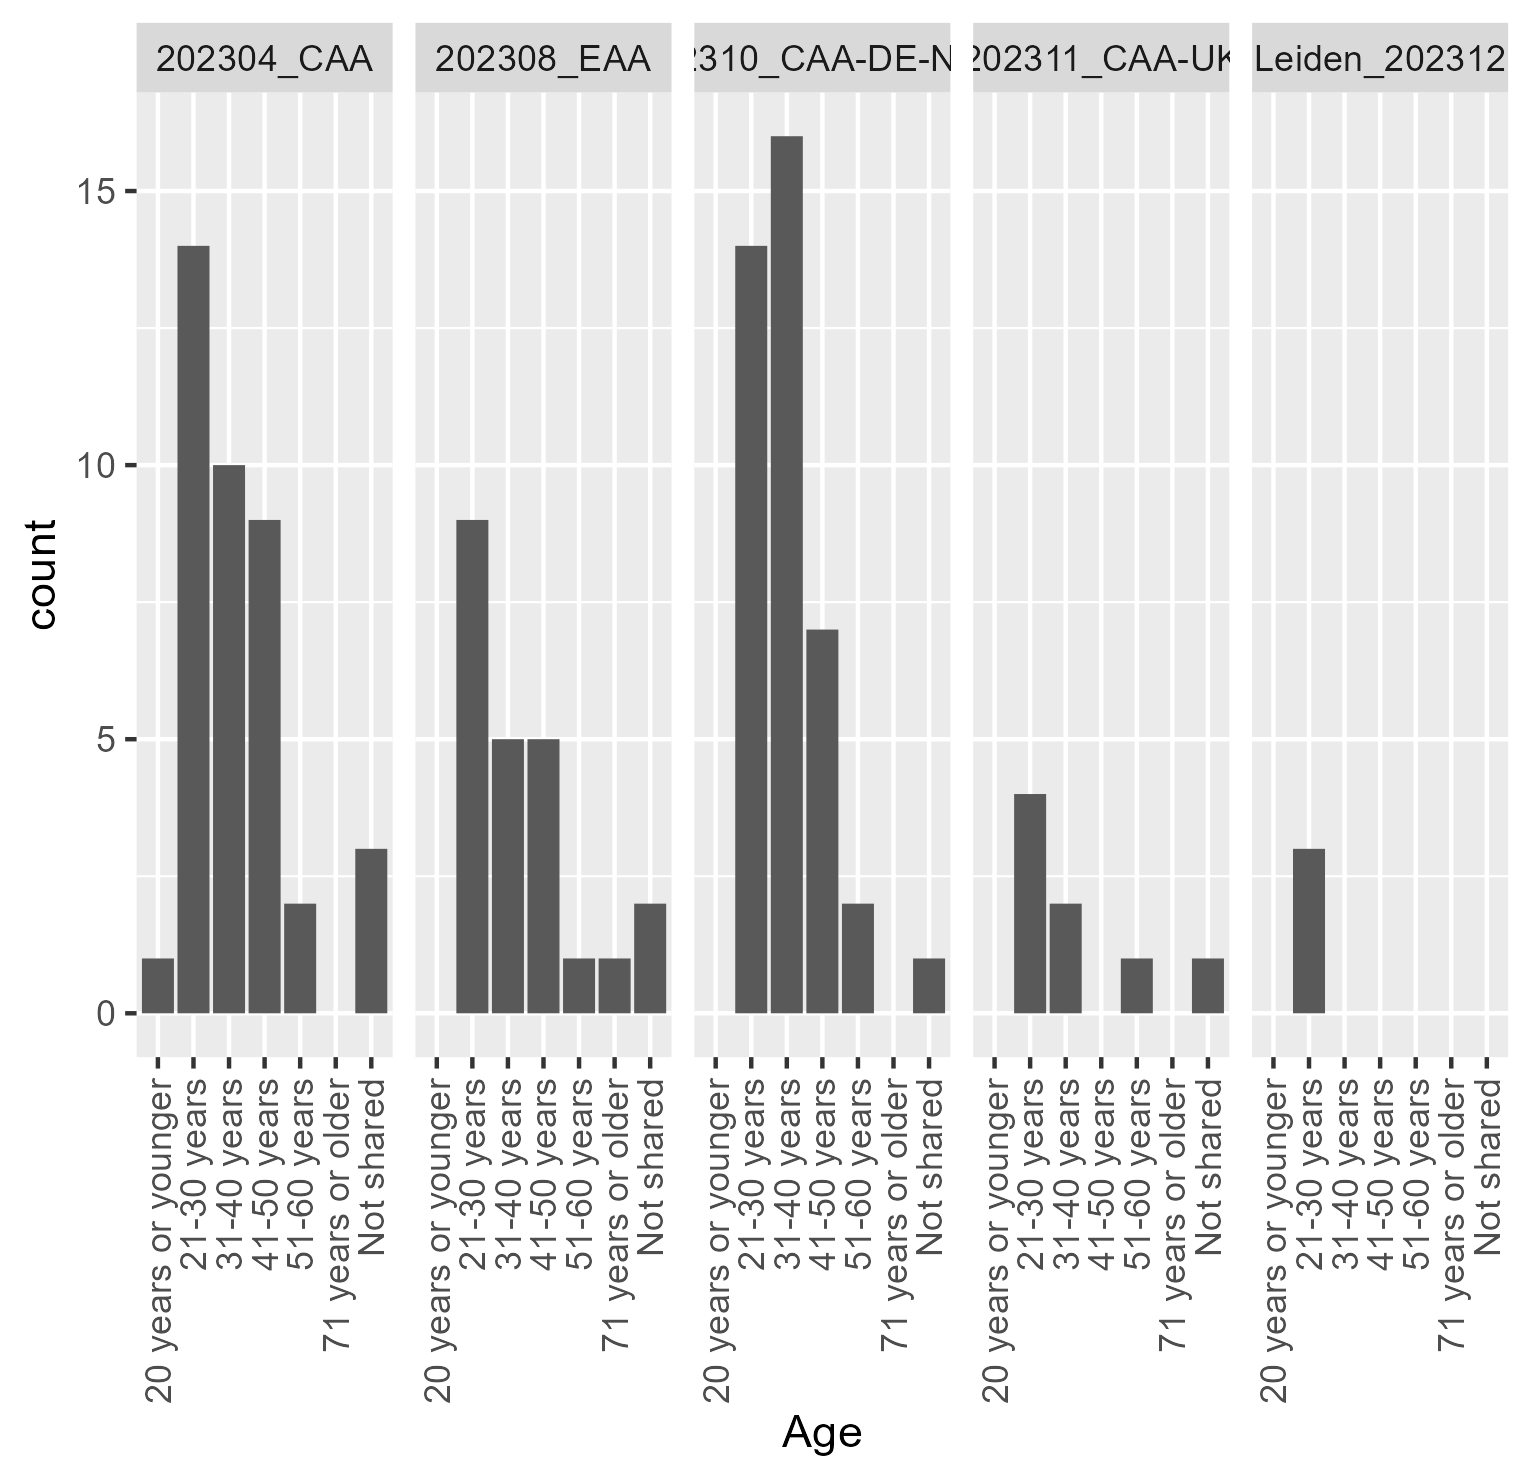 202304_CAA
202308_EAA
2310_CAA-DE-N
202311_CAA-UK
Leiden_202312
count
15
10
5
0
20 years or younger
21-30 years
31-40 years
41-50 years
51-60 years
71 years or older
Not shared
20 years or younger
21-30 years
31-40 years
41-50 years
51-60 years
71 years or older
Not shared
20 years or younger
21-30 years
31-40 years
41-50 years
51-60 years
71 years or older
Not shared
20 years or younger
21-30 years
31-40 years
41-50 years
51-60 years
71 years or older
Not shared
20 years or younger
21-30 years
31-40 years
41-50 years
51-60 years
71 years or older
Not shared
Age